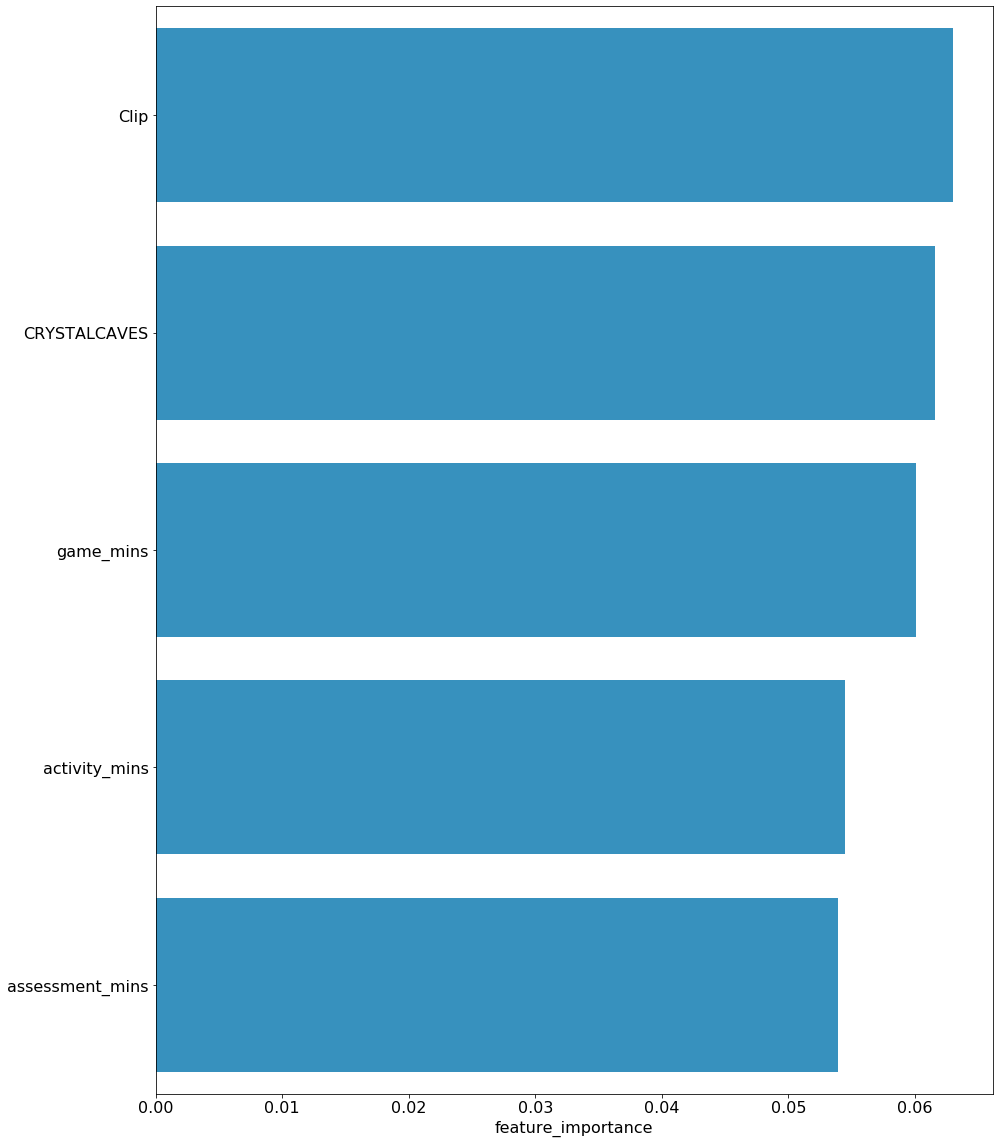 Clip
CRYSTALCAVES
game_mins
activity_mins
assessment_mins
0.00 0.01 0.02 0.03 0.04 0.05 0.06
feature_importance